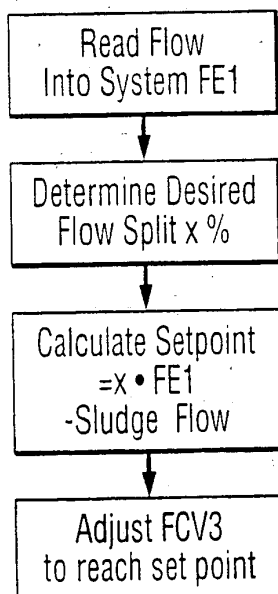 Read Flow
Into System FE1
Determine Desired
Flow Split x %
Calculate Setpoint
=x • FE1
-Sludge Flow
Adjust FCV3
to reach set point